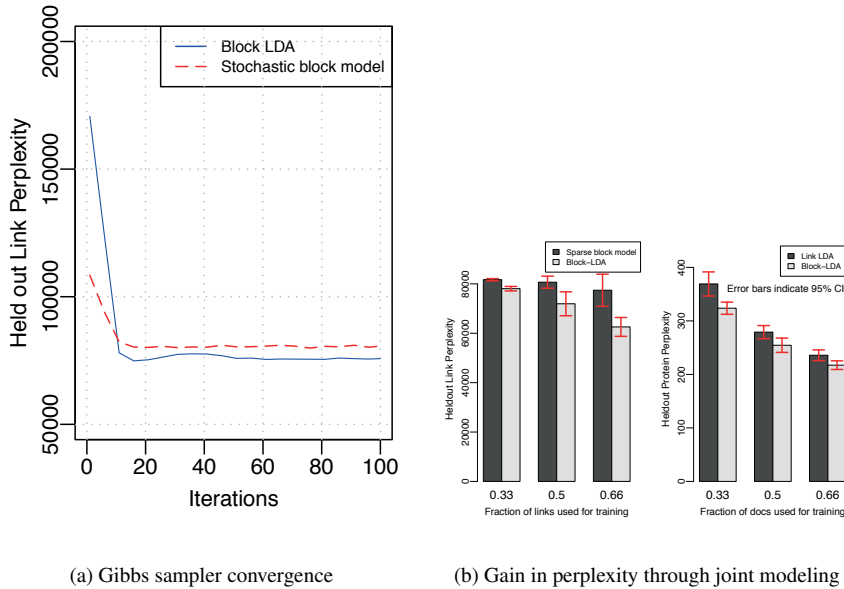 Block LDA
Stochastic block model
Held out Link Perplexity
50000
100000
150000
200000
0 20 40 60 80 100
Iterations
(a) Gibbs sampler convergence
Sparse block model
Block−LDA
Heldout Link Perplexity
0
20000
40000
60000
80000
0.33 0.5 0.66
Fraction of links used for training
Link LDA
Block−LDA
Error bars indicate 95% CI
Heldout Protein Perplexity
0
100
200
300
400
0.33 0.5 0.66
Fraction of docs used for training
(b) Gain in perplexity through joint modeling